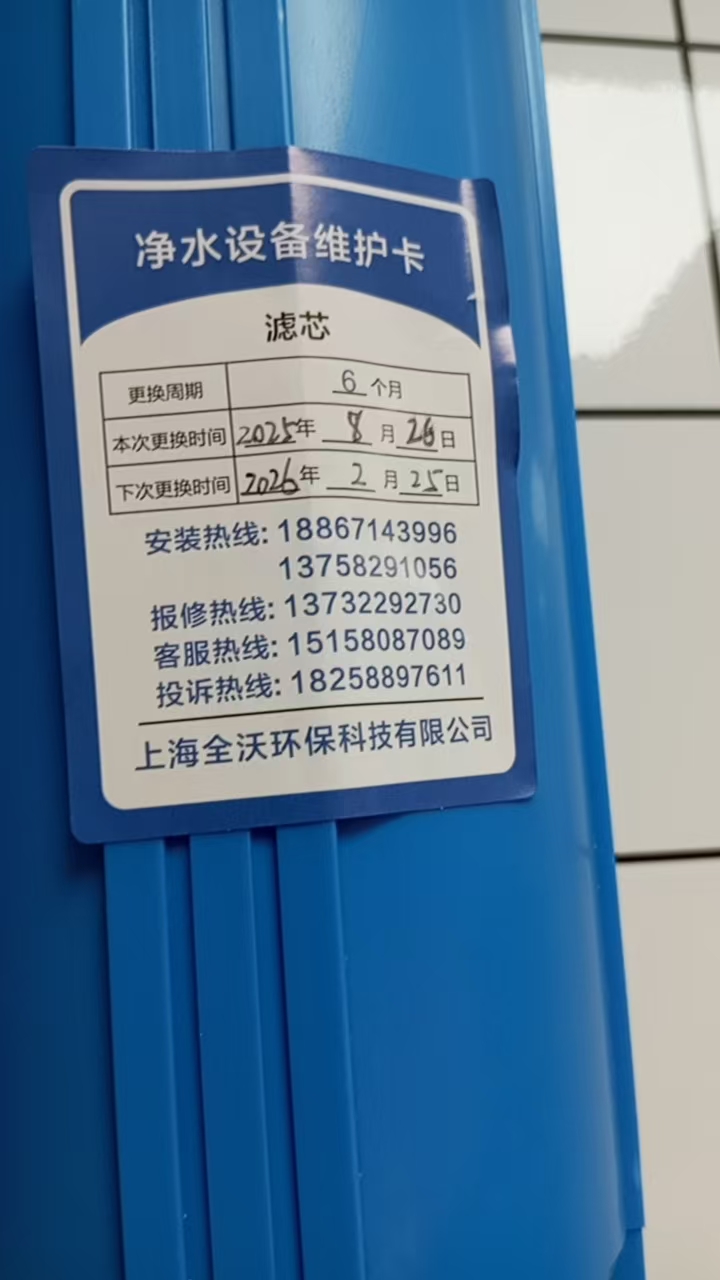 净水设备维护卡
滤芯
更换周期 6 个月
本次更换时间 2025年 8 月 26 日
下次更换时间 2026年 2 月 25 日
安装热线: 18867143996
13758291056
报修热线: 13732292730
客服热线: 15158087089
投诉热线: 18258897611
上海全沃环保科技有限公司